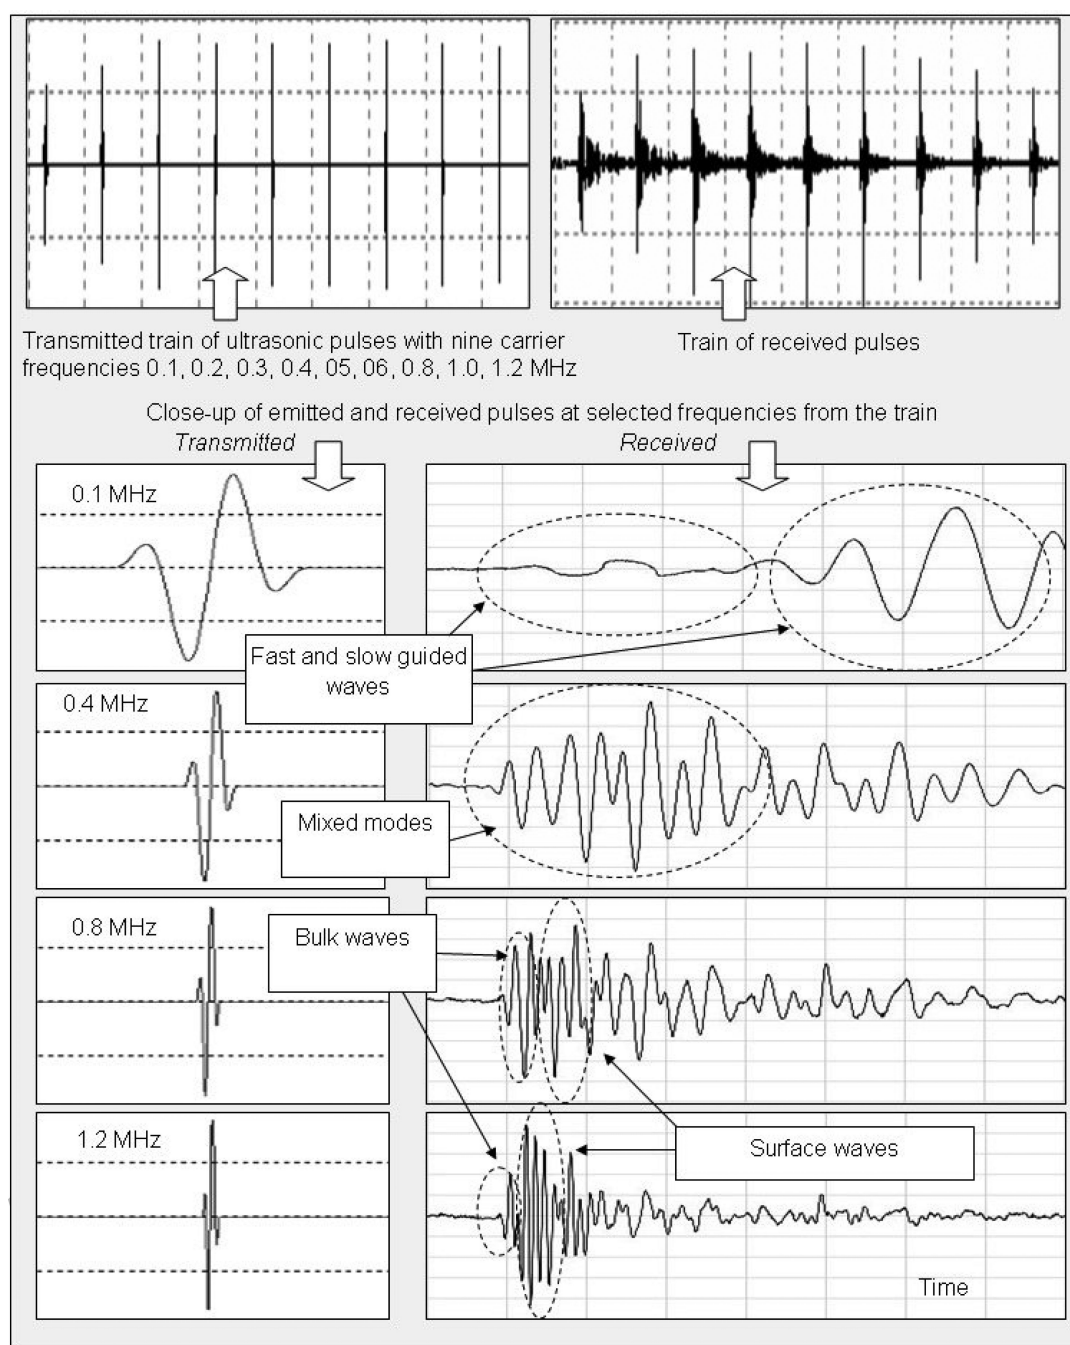 Transmitted train of ultrasonic pulses with nine carrier
frequencies 0.1, 0.2, 0.3, 0.4, 05, 06, 0.8, 1.0, 1.2 MHz
Train of received pulses
Close-up of emitted and received pulses at selected frequencies from the train
Transmitted
Received
0.1 MHz
Fast and slow guided
waves
0.4 MHz
Mixed modes
0.8 MHz
Bulk waves
1.2 MHz
Surface waves
Time